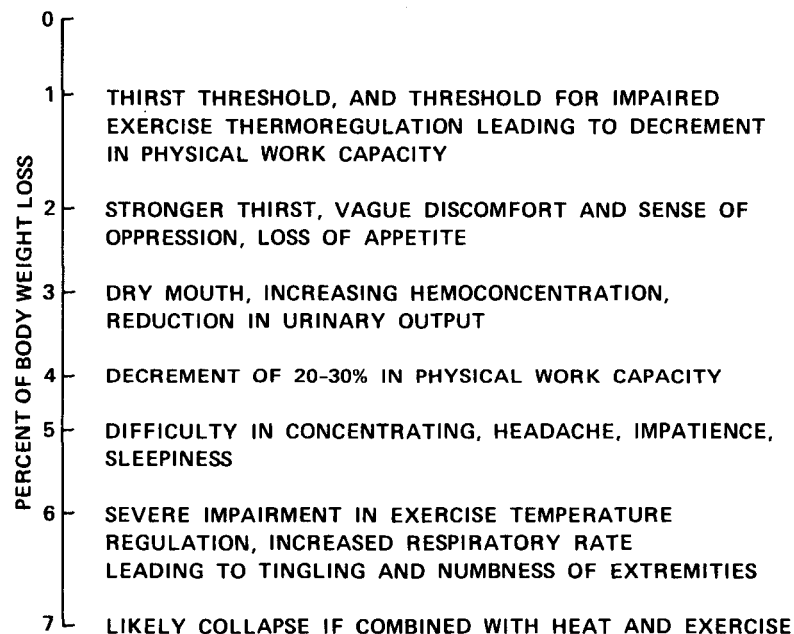 0
1 THIRST THRESHOLD, AND THRESHOLD FOR IMPAIRED
EXERCISE THERMOREGULATION LEADING TO DECREMENT
IN PHYSICAL WORK CAPACITY
2 STRONGER THIRST, VAGUE DISCOMFORT AND SENSE OF
OPPRESSION, LOSS OF APPETITE
3 DRY MOUTH, INCREASING HEMOCONCENTRATION,
REDUCTION IN URINARY OUTPUT
4 DECREMENT OF 20-30% IN PHYSICAL WORK CAPACITY
5 DIFFICULTY IN CONCENTRATING, HEADACHE, IMPATIENCE,
SLEEPINESS
6 SEVERE IMPAIRMENT IN EXERCISE TEMPERATURE
REGULATION, INCREASED RESPIRATORY RATE
LEADING TO TINGLING AND NUMBNESS OF EXTREMITIES
7 LIKELY COLLAPSE IF COMBINED WITH HEAT AND EXERCISE
PERCENT OF BODY WEIGHT LOSS